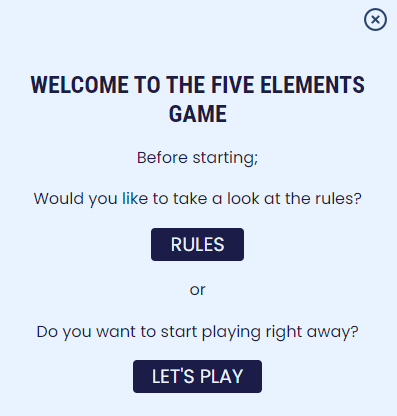 WELCOME TO THE FIVE ELEMENTS
GAME
Before starting;
Would you like to take a look at the rules?
RULES
or
Do you want to start playing right away?
LET'S PLAY